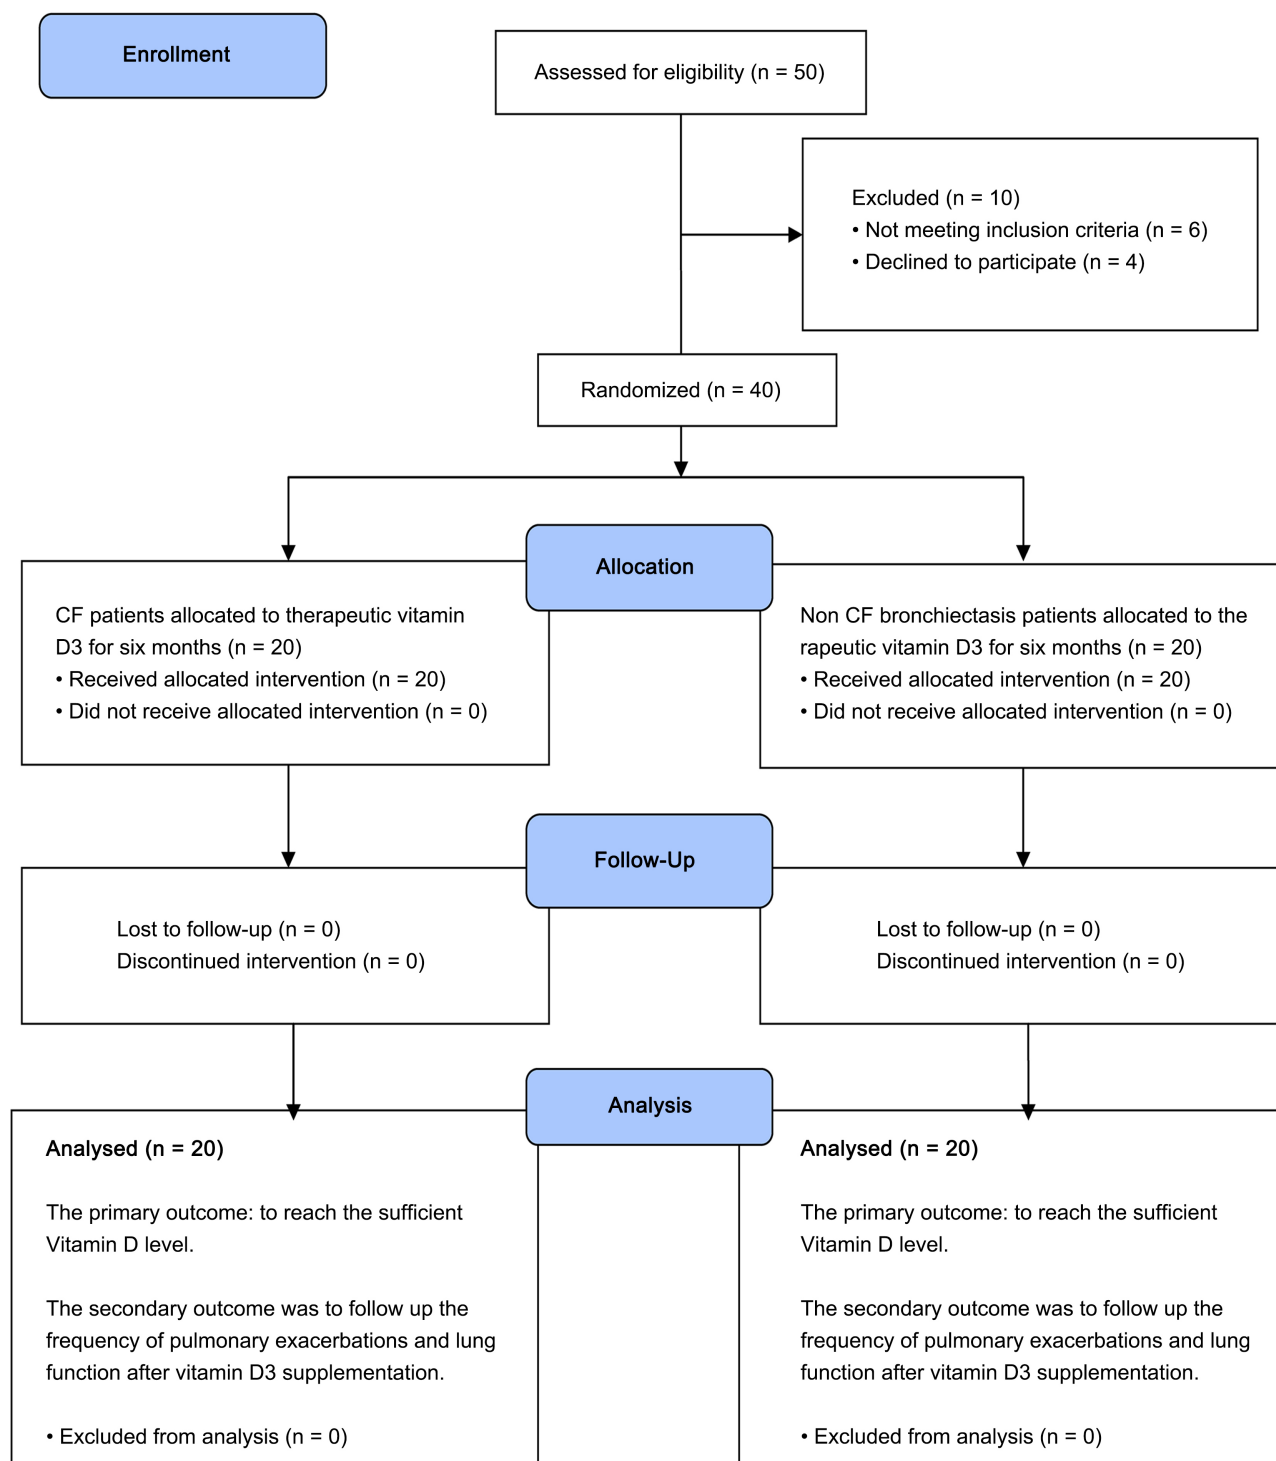 Enrollment
Assessed for eligibility (n = 50)
Excluded (n = 10)
• Not meeting inclusion criteria (n = 6)
• Declined to participate (n = 4)
Randomized (n = 40)
Allocation
CF patients allocated to therapeutic vitamin
D3 for six months (n = 20)
• Received allocated intervention (n = 20)
• Did not receive allocated intervention (n = 0)
Non CF bronchiectasis patients allocated to the
rapeutic vitamin D3 for six months (n = 20)
• Received allocated intervention (n = 20)
• Did not receive allocated intervention (n = 0)
Follow-Up
Lost to follow-up (n = 0)
Discontinued intervention (n = 0)
Lost to follow-up (n = 0)
Discontinued intervention (n = 0)
Analysis
Analysed (n = 20)
The primary outcome: to reach the sufficient
Vitamin D level.
The secondary outcome was to follow up the
frequency of pulmonary exacerbations and lung
function after vitamin D3 supplementation.
• Excluded from analysis (n = 0)
Analysed (n = 20)
The primary outcome: to reach the sufficient
Vitamin D level.
The secondary outcome was to follow up the
frequency of pulmonary exacerbations and lung
function after vitamin D3 supplementation.
• Excluded from analysis (n = 0)